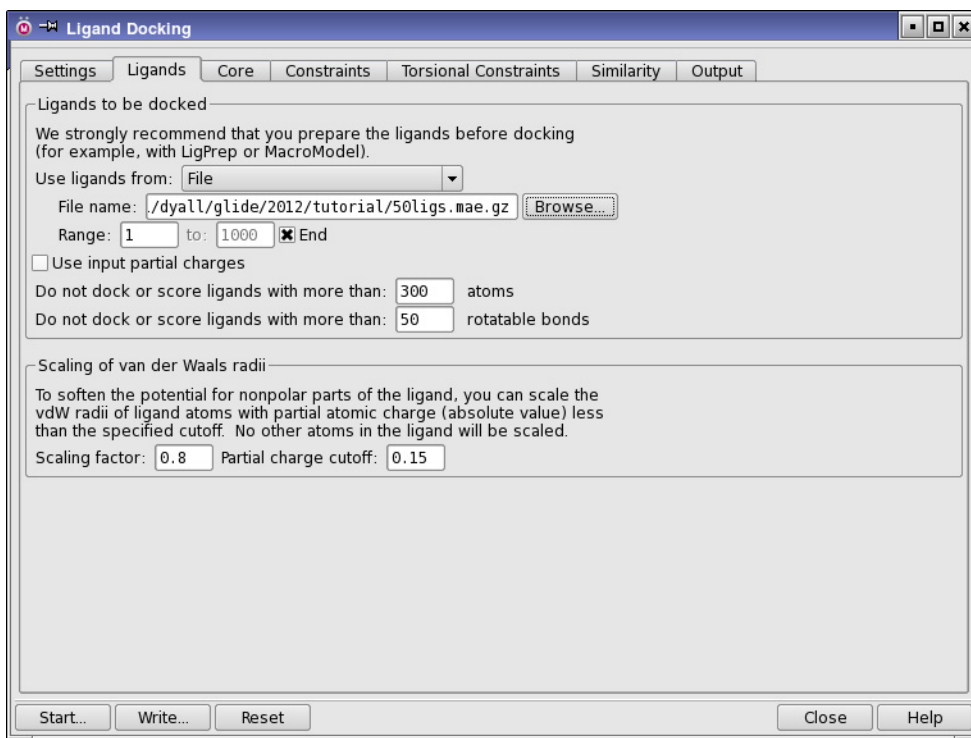 Ligand Docking
Settings Ligands Core Constraints Torsional Constraints Similarity Output
Ligands to be docked
We strongly recommend that you prepare the ligands before docking
(for example, with LigPrep or MacroModel).
Use ligands from: File
File name: ./dyall/glide/2012/tutorial/50ligs.mae.gz Browse...
Range: 1 to: 1000 End
Use input partial charges
Do not dock or score ligands with more than: 300 atoms
Do not dock or score ligands with more than: 50 rotatable bonds
Scaling of van der Waals radii
To soften the potential for nonpolar parts of the ligand, you can scale the
vdW radii of ligand atoms with partial atomic charge (absolute value) less
than the specified cutoff. No other atoms in the ligand will be scaled.
Scaling factor: 0.8 Partial charge cutoff: 0.15
Start... Write... Reset Close Help